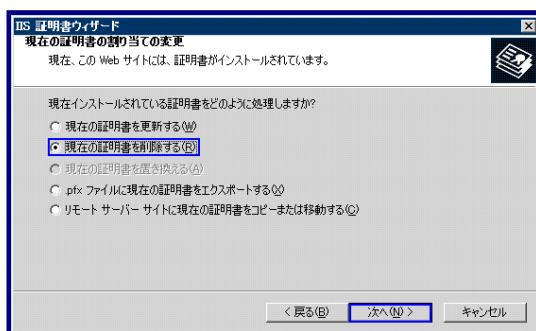 IIS 証明書ウィザード
現在の証明書の割り当ての変更
現在、この Web サイトには、証明書がインストールされています。
現在インストールされている証明書をどのように処理しますか?
現在の証明書を更新する(W)
現在の証明書を削除する(R)
現在の証明書を置き換える(A)
.pfx ファイルに現在の証明書をエクスポートする(X)
リモート サーバー サイトに現在の証明書をコピーまたは移動する(C)
< 戻る(B) 次へ(N) > キャンセル